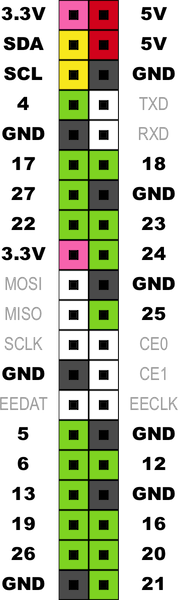 3.3V 5V
SDA 5V
SCL GND
4 TXD
GND RXD
17 18
27 GND
22 23
3.3V 24
MOSI GND
MISO 25
SCLK CE0
GND CE1
EEDAT EECLK
5 GND
6 12
13 GND
19 16
26 20
GND 21